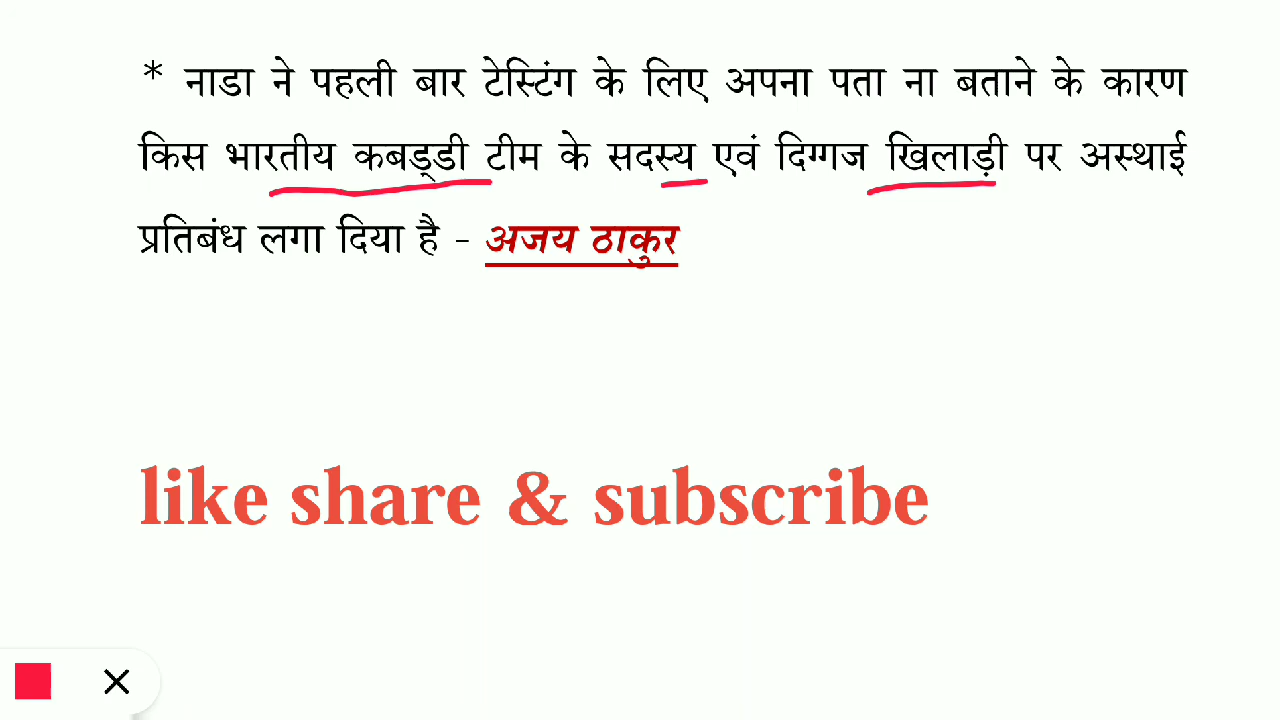 * नाडा ने पहली बार टेस्टिंग के लिए अपना पता ना बताने के कारण
किस भारतीय कबड्डी टीम के सदस्य एवं दिग्गज खिलाड़ी पर अस्थाई
प्रतिबंध लगा दिया है - अजय ठाकुर
like share & subscribe